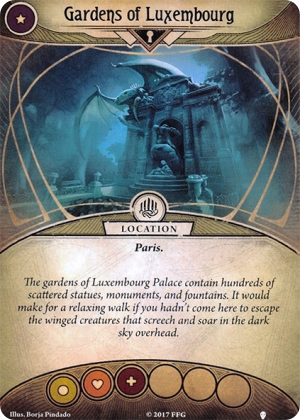 Gardens of Luxembourg
LOCATION
Paris.
The gardens of Luxembourg Palace contain hundreds of
scattered statues, monuments, and fountains. It would
make for a relaxing walk if you hadn't come here to escape
the winged creatures that screech and soar in the dark
sky overhead.
Illus. Borja Pindado
© 2017 FFG